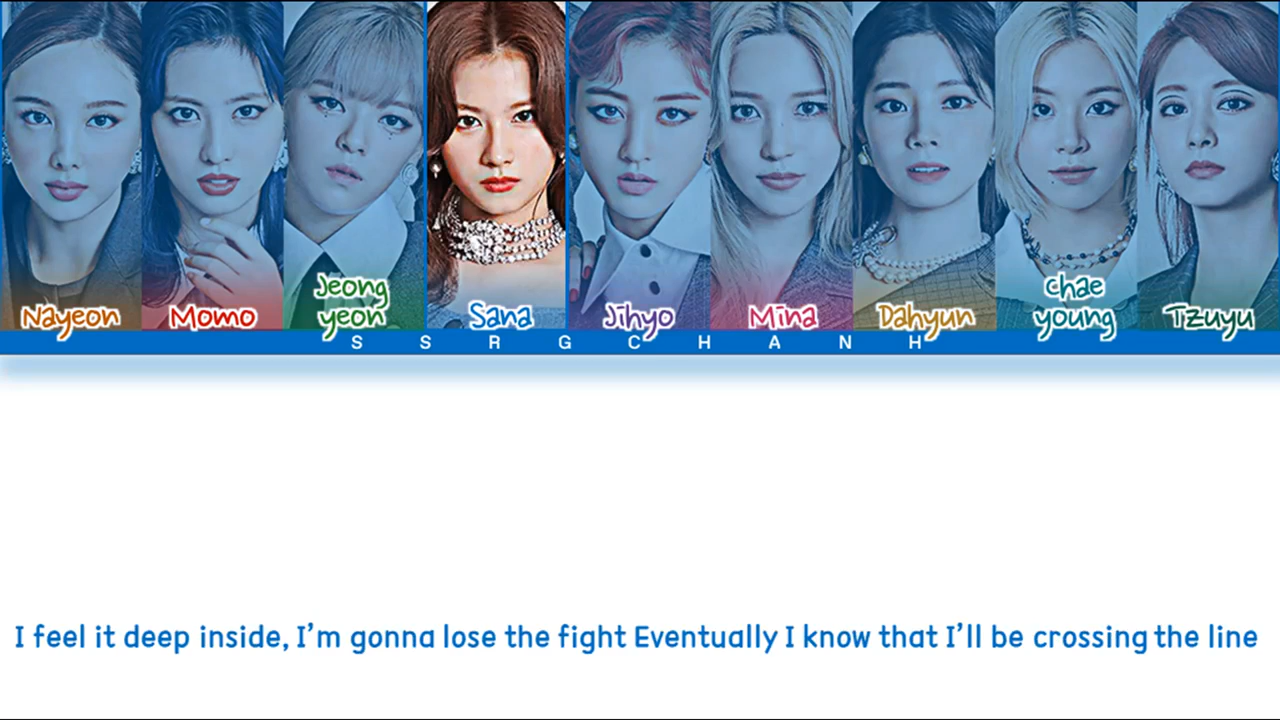 Nayeon
Momo
Jeong
yeon
Sana
Jihyo
Mina
Dahyun
chae
young
Tzuyu
S S R G C H A N H
I feel it deep inside, I'm gonna lose the fight Eventually I know that I'll be crossing the line